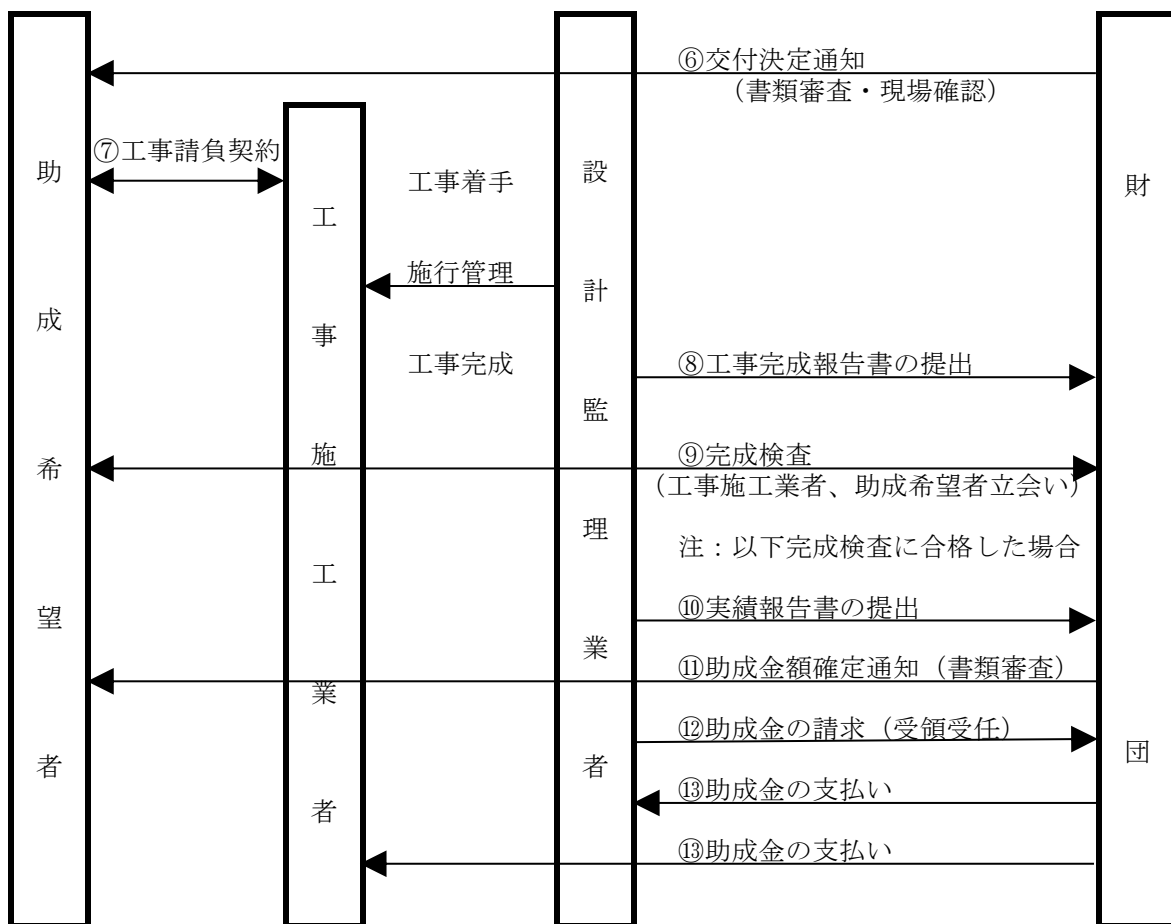 ⑥交付決定通知
（書類審査・現場確認）
助成希望者
⑦工事請負契約
工事施工業者
工事着手
施行管理
工事完成
設計監理業者
財団
⑧工事完成報告書の提出
⑨完成検査
（工事施工業者、助成希望者立会い）
注：以下完成検査に合格した場合
⑩実績報告書の提出
⑪助成金額確定通知（書類審査）
⑫助成金の請求（受領受任）
⑬助成金の支払い
⑬助成金の支払い